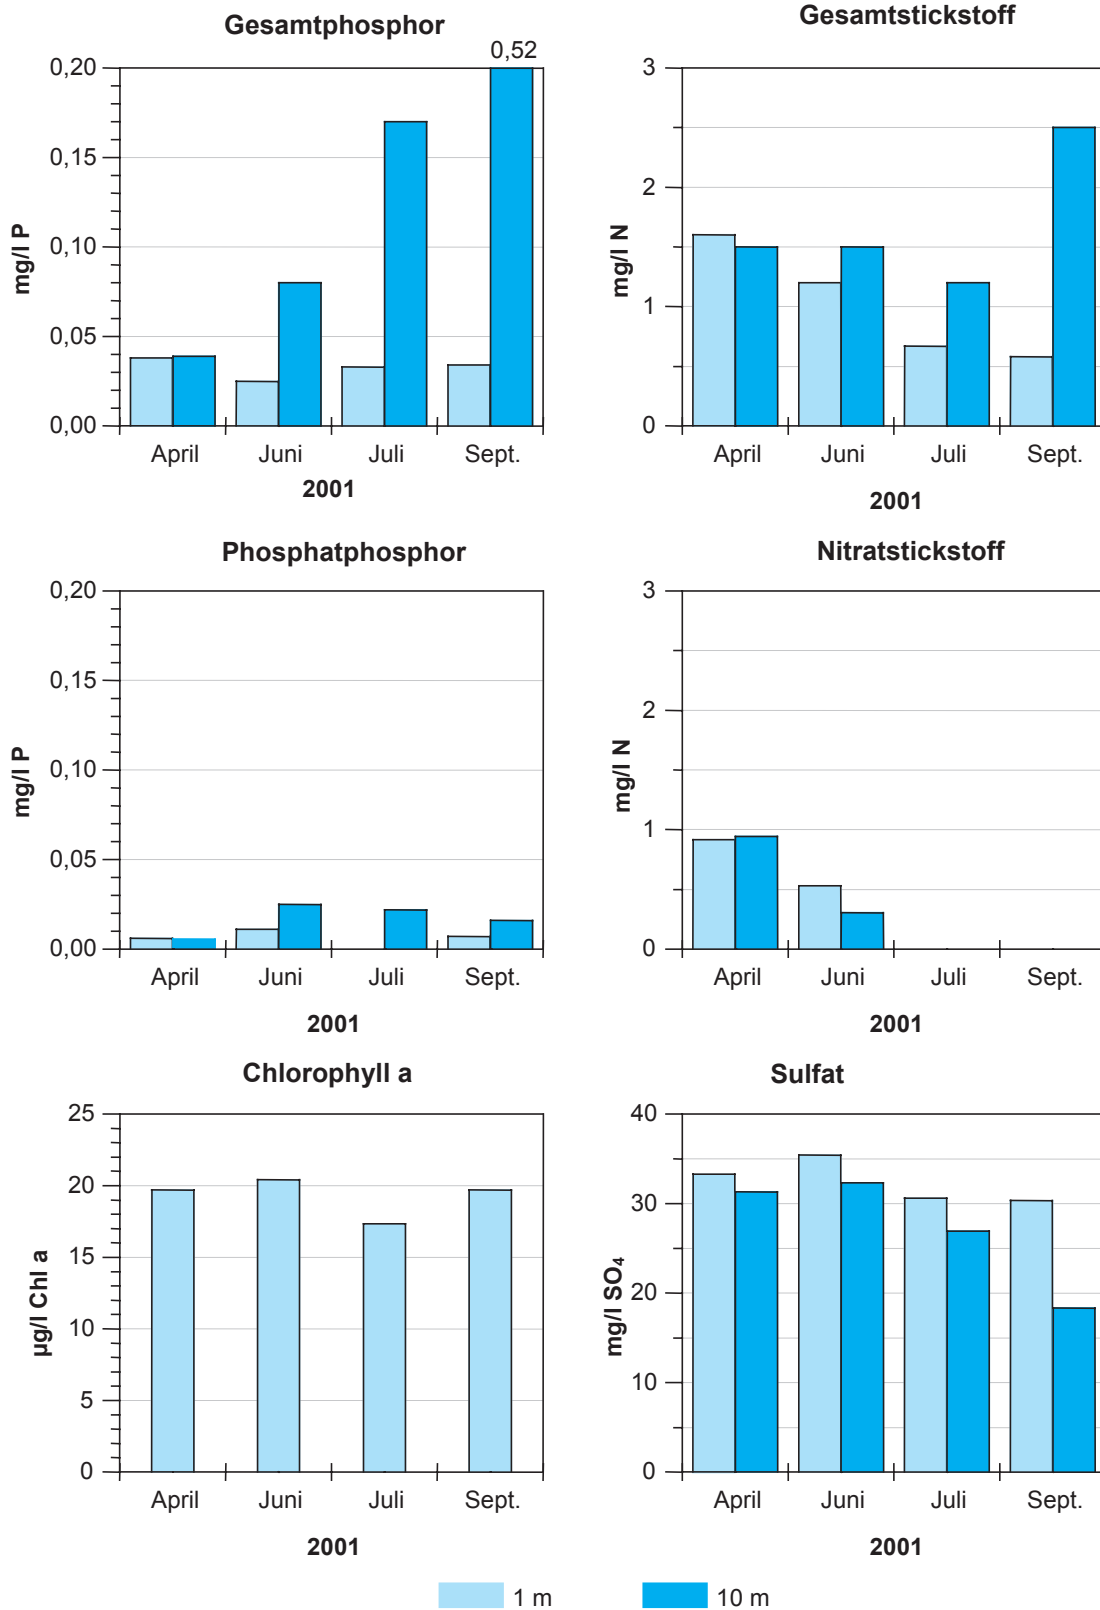 Gesamtphosphor
0,52
0,20
0,15
0,10
0,05
0,00
mg/l P
April Juni Juli Sept.
2001
Gesamtstickstoff
3
2
1
0
mg/l N
April Juni Juli Sept.
2001
Phosphatphosphor
0,20
0,15
0,10
0,05
0,00
mg/l P
April Juni Juli Sept.
2001
Nitratstickstoff
3
2
1
0
mg/l N
April Juni Juli Sept.
2001
Chlorophyll a
25
20
15
10
5
0
µg/l Chl a
April Juni Juli Sept.
2001
Sulfat
40
30
20
10
0
mg/l SO₄
April Juni Juli Sept.
2001
1 m 10 m